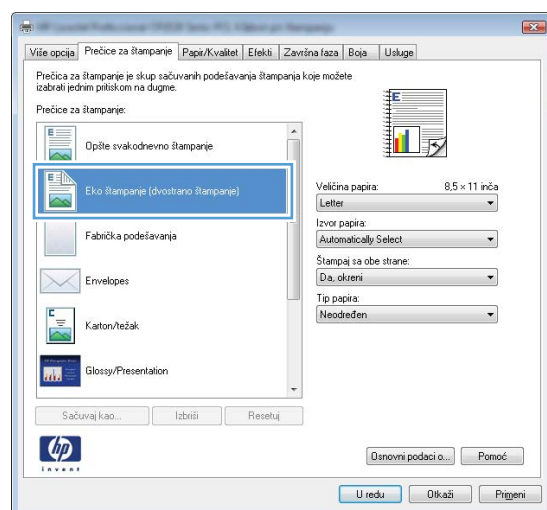 Više opcija Prečice za štampanje Papir/Kvalitet Efekti Završna faza Boja Usluge
Prečica za štampanje je skup sačuvanih podešavanja štampanja koje možete
izabrati jednim pritiskom na dugme.
Prečice za štampanje:
Opšte svakodnevno štampanje
Eko štampanje (dvostrano štampanje)
Fabrička podešavanja
Envelopes
Karton/težak
Glossy/Presentation
Veličina papira: 8,5 × 11 inča
Letter
Izvor papira:
Automatically Select
Štampaj sa obe strane:
Da, okreni
Tip papira:
Neodređen
Sačuvaj kao... Izbriši Resetuj
hp
invent
Osnovni podaci o... Pomoć
U redu Otkaži Primeni